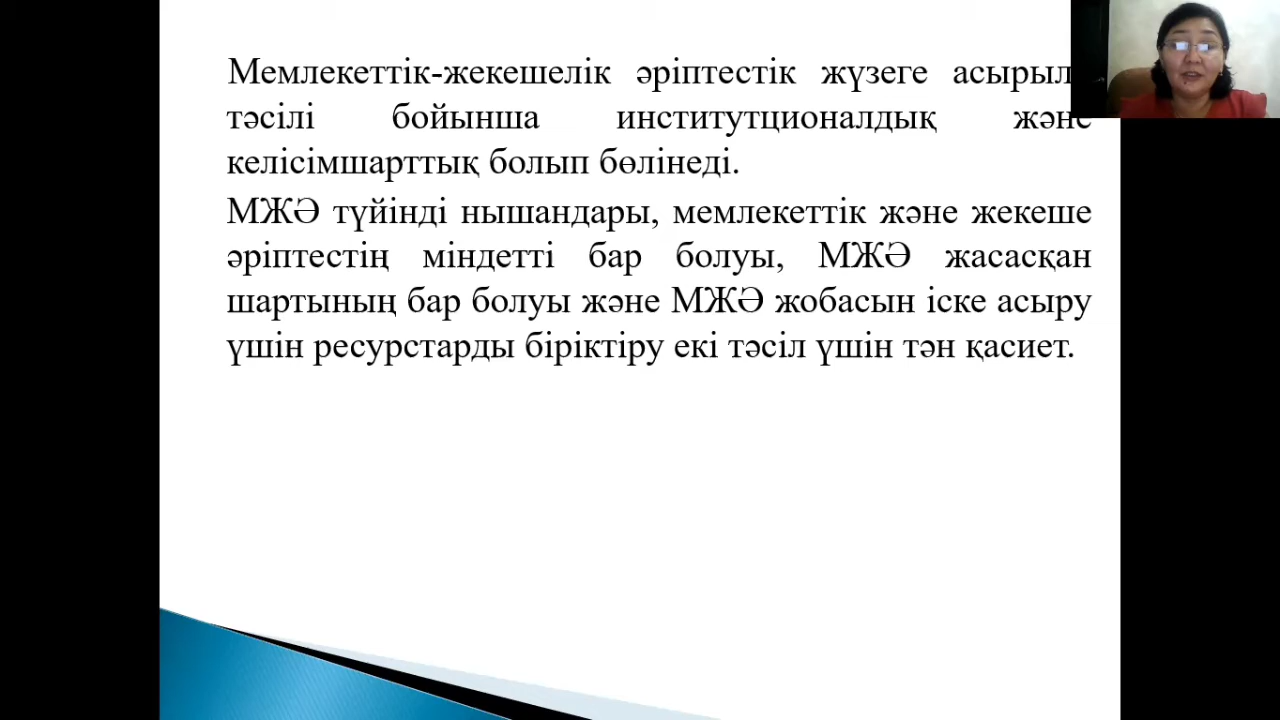 Мемлекеттік-жекешелік әріптестік жүзеге
тәсілі бойынша институтционалдық және
келісімшарттық болып бөлінеді.
МЖӘ түйінді нышандары, мемлекеттік және жекеше
әріптестің міндетті бар болуы, МЖӘ жасасқан
шартының бар болуы және МЖӘ жобасын іске асыру
үшін ресурстарды біріктіру екі тәсіл үшін тән қасиет.